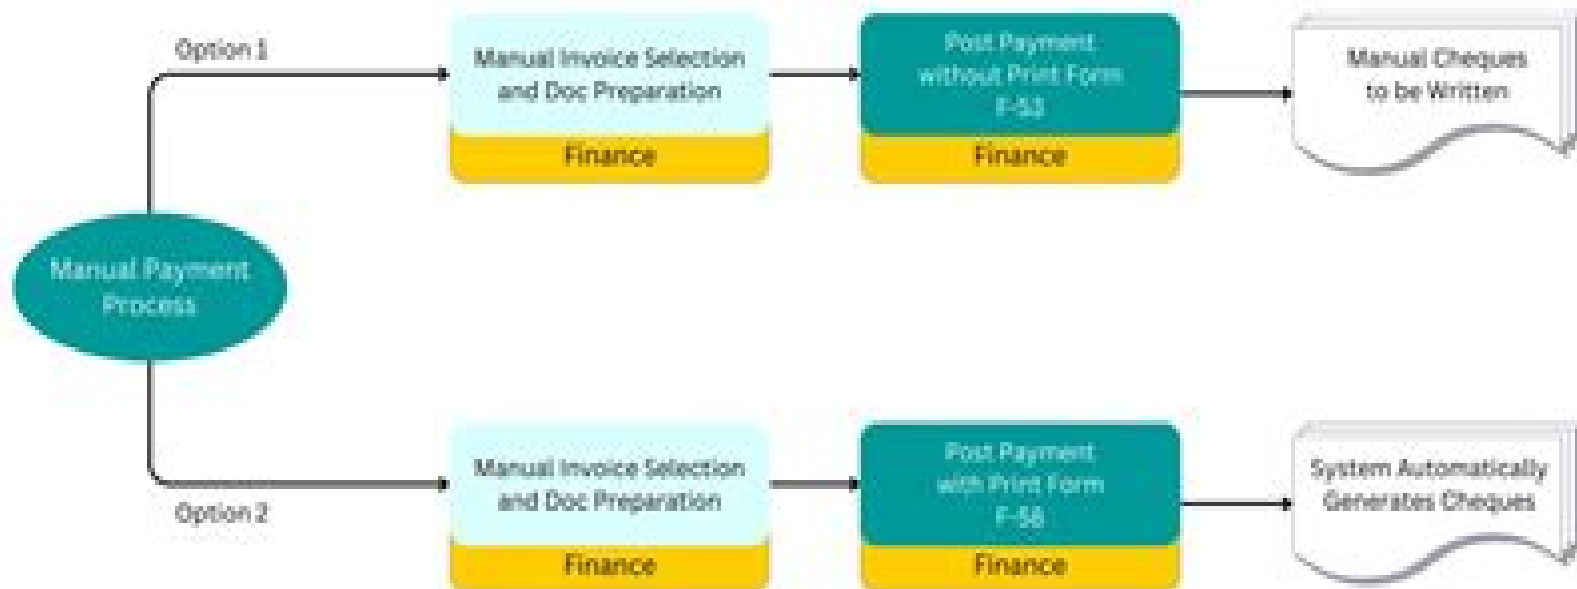 Option 1
Manual Invoice Selection
and Doc Preparation
Finance
Post Payment
without Print Form
F-53
Finance
Manual Cheques
to be Written
Manual Payment
Process
Option 2
Manual Invoice Selection
and Doc Preparation
Finance
Post Payment
with Print Form
F-58
Finance
System Automatically
Generates Cheques